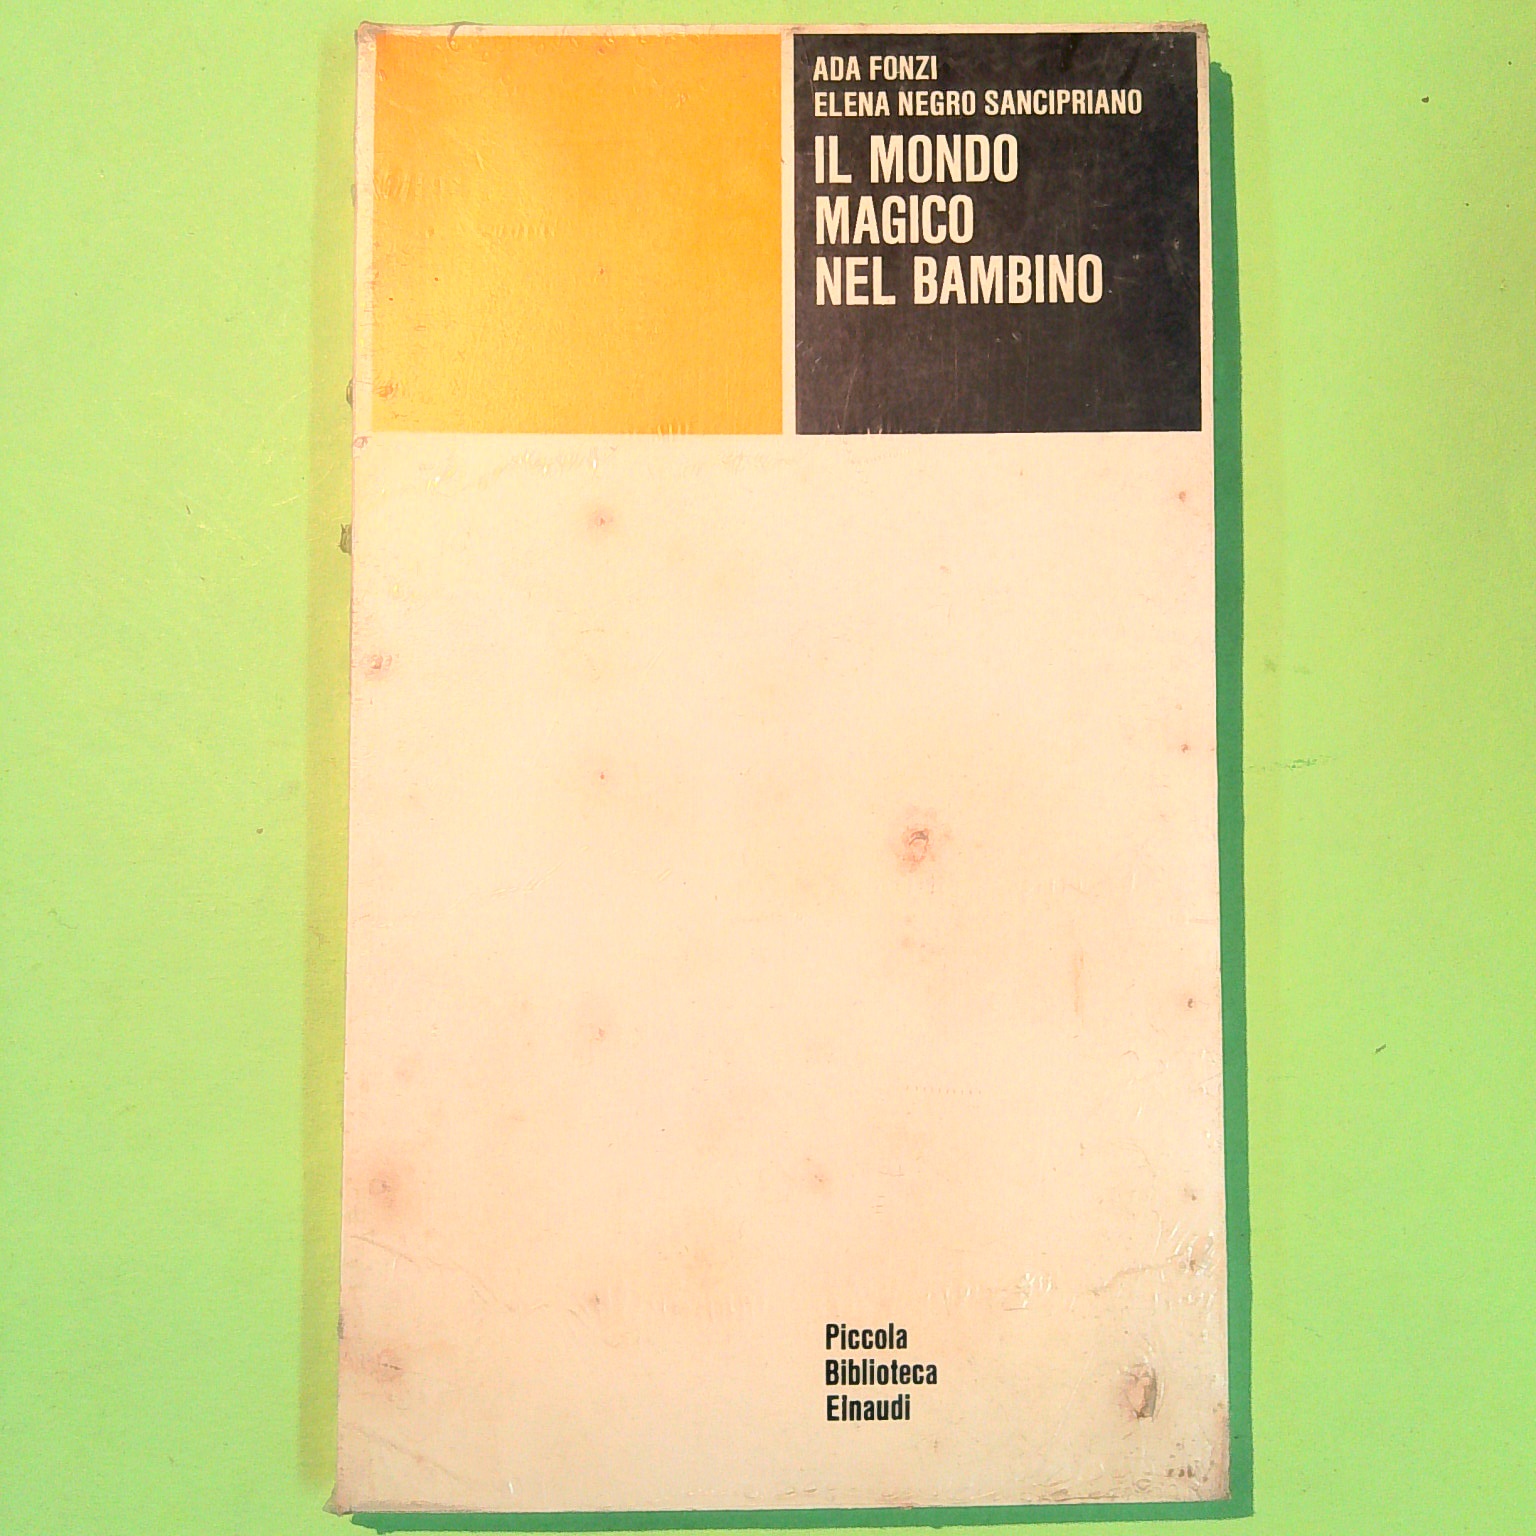 ADA FONZI
ELENA NEGRO SANCIPRIANO
IL MONDO
MAGICO
NEL BAMBINO
Piccola
Biblioteca
Einaudi